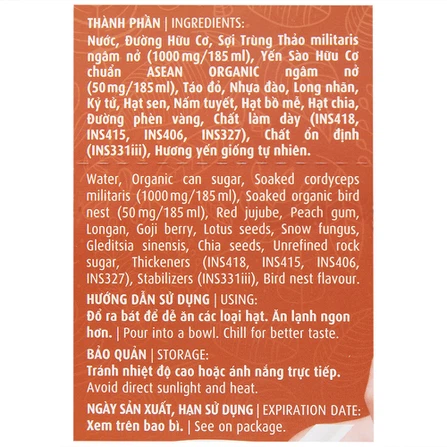 THÀNH PHẦN | INGREDIENTS:
Nước, Đường Hữu Cơ, Sợi Trùng Thảo militaris
ngâm nở (1000mg/185ml), Yến Sào Hữu Cơ
chuẩn ASEAN ORGANIC ngâm nở
(50mg/185ml), Táo đỏ, Nhựa đào, Long nhãn,
Kỷ tử, Hạt sen, Nấm tuyết, Hạt bồ mễ, Hạt chia,
Đường phèn vàng, Chất làm dày (INS418,
INS415, INS406, INS327), Chất ổn định
(INS331iii), Hương yến giống tự nhiên.
Water, Organic can sugar, Soaked cordyceps
militaris (1000mg/185ml), Soaked organic bird
nest (50mg/185ml), Red jujube, Peach gum,
Longan, Goji berry, Lotus seeds, Snow fungus,
Gleditsia sinensis, Chia seeds, Unrefined rock
sugar, Thickeners (INS418, INS415, INS406,
INS327), Stabilizers (INS331iii), Bird nest flavour.
HƯỚNG DẪN SỬ DỤNG | USING:
Đổ ra bát để dễ ăn các loại hạt. Ăn lạnh ngon
hơn. | Pour into a bowl. Chill for better taste.
BẢO QUẢN | STORAGE:
Tránh nhiệt độ cao hoặc ánh nắng trực tiếp.
Avoid direct sunlight and heat.
NGÀY SẢN XUẤT, HẠN SỬ DỤNG | EXPIRATION DATE:
Xem trên bao bì. | See on package.